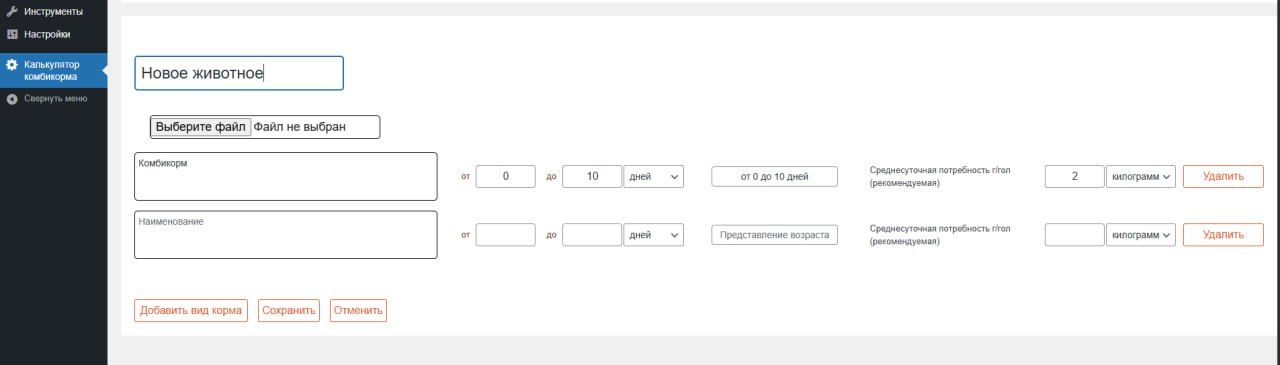 Инструменты
Настройки
Калькулятор
комбикорма
Свернуть меню
Новое животное
Выберите файл Файл не выбран
Комбикорм
от 0 до 10 дней от 0 до 10 дней Среднесуточная потребность г/гол
(рекомендуемая)
2 килограмм Удалить
Наименование
от до дней Представление возраста Среднесуточная потребность г/гол
(рекомендуемая)
килограмм Удалить
Добавить вид корма Сохранить Отменить